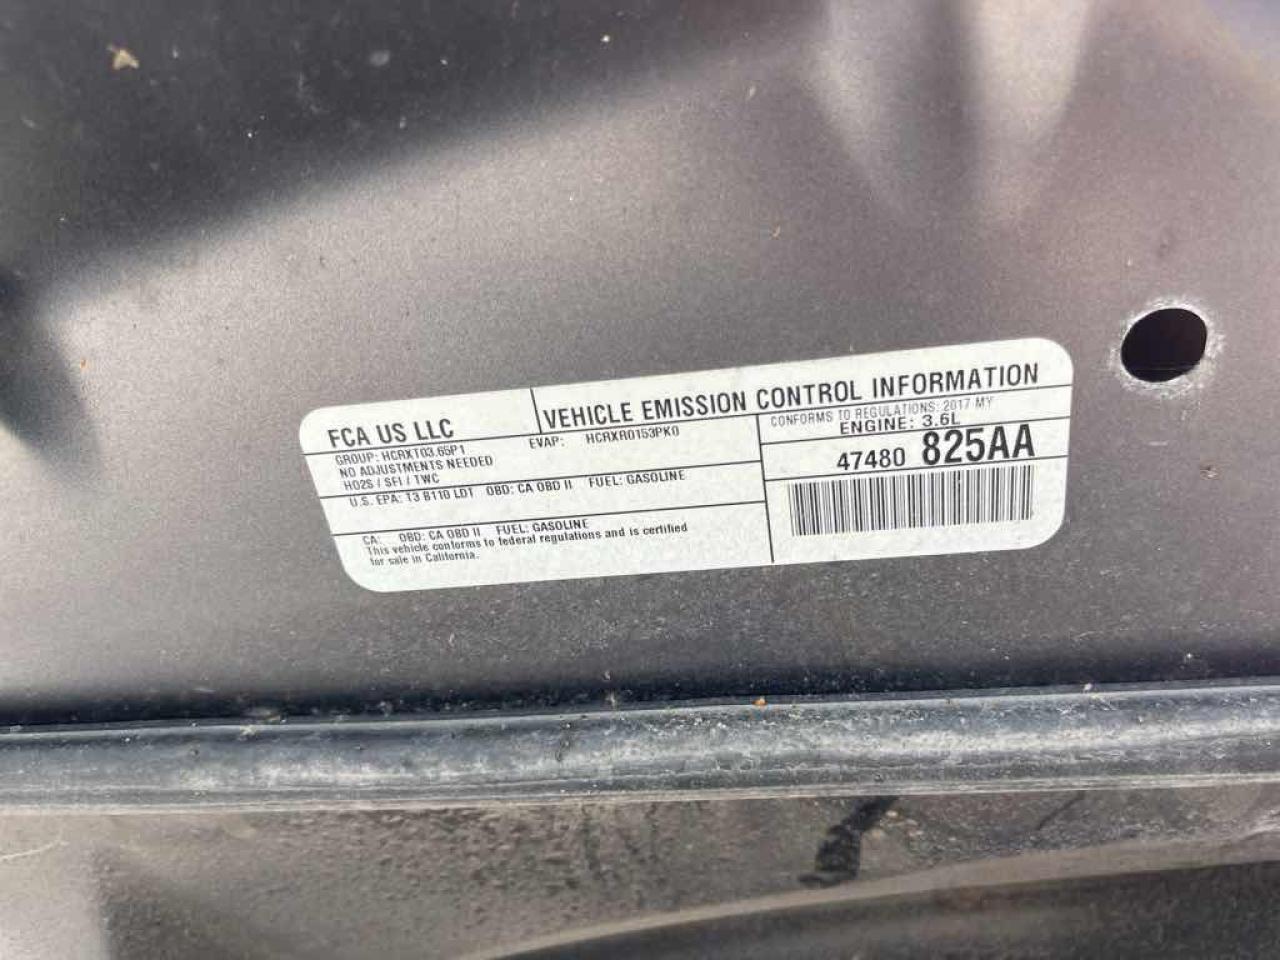 FCA US LLC
VEHICLE EMISSION CONTROL INFORMATION
GROUP: HCRXT03.65P1
EVAP: HCRXR0153PK0
NO ADJUSTMENTS NEEDED
HO2S / SFI / TWC
U.S. EPA: T3 B110 LDT OBD: CA OBD II FUEL: GASOLINE
CA: OBD: CA OBD II FUEL: GASOLINE
This vehicle conforms to federal regulations and is certified
for sale in California.
CONFORMS TO REGULATIONS: 2017 MY
ENGINE: 3.6L
47480 825AA